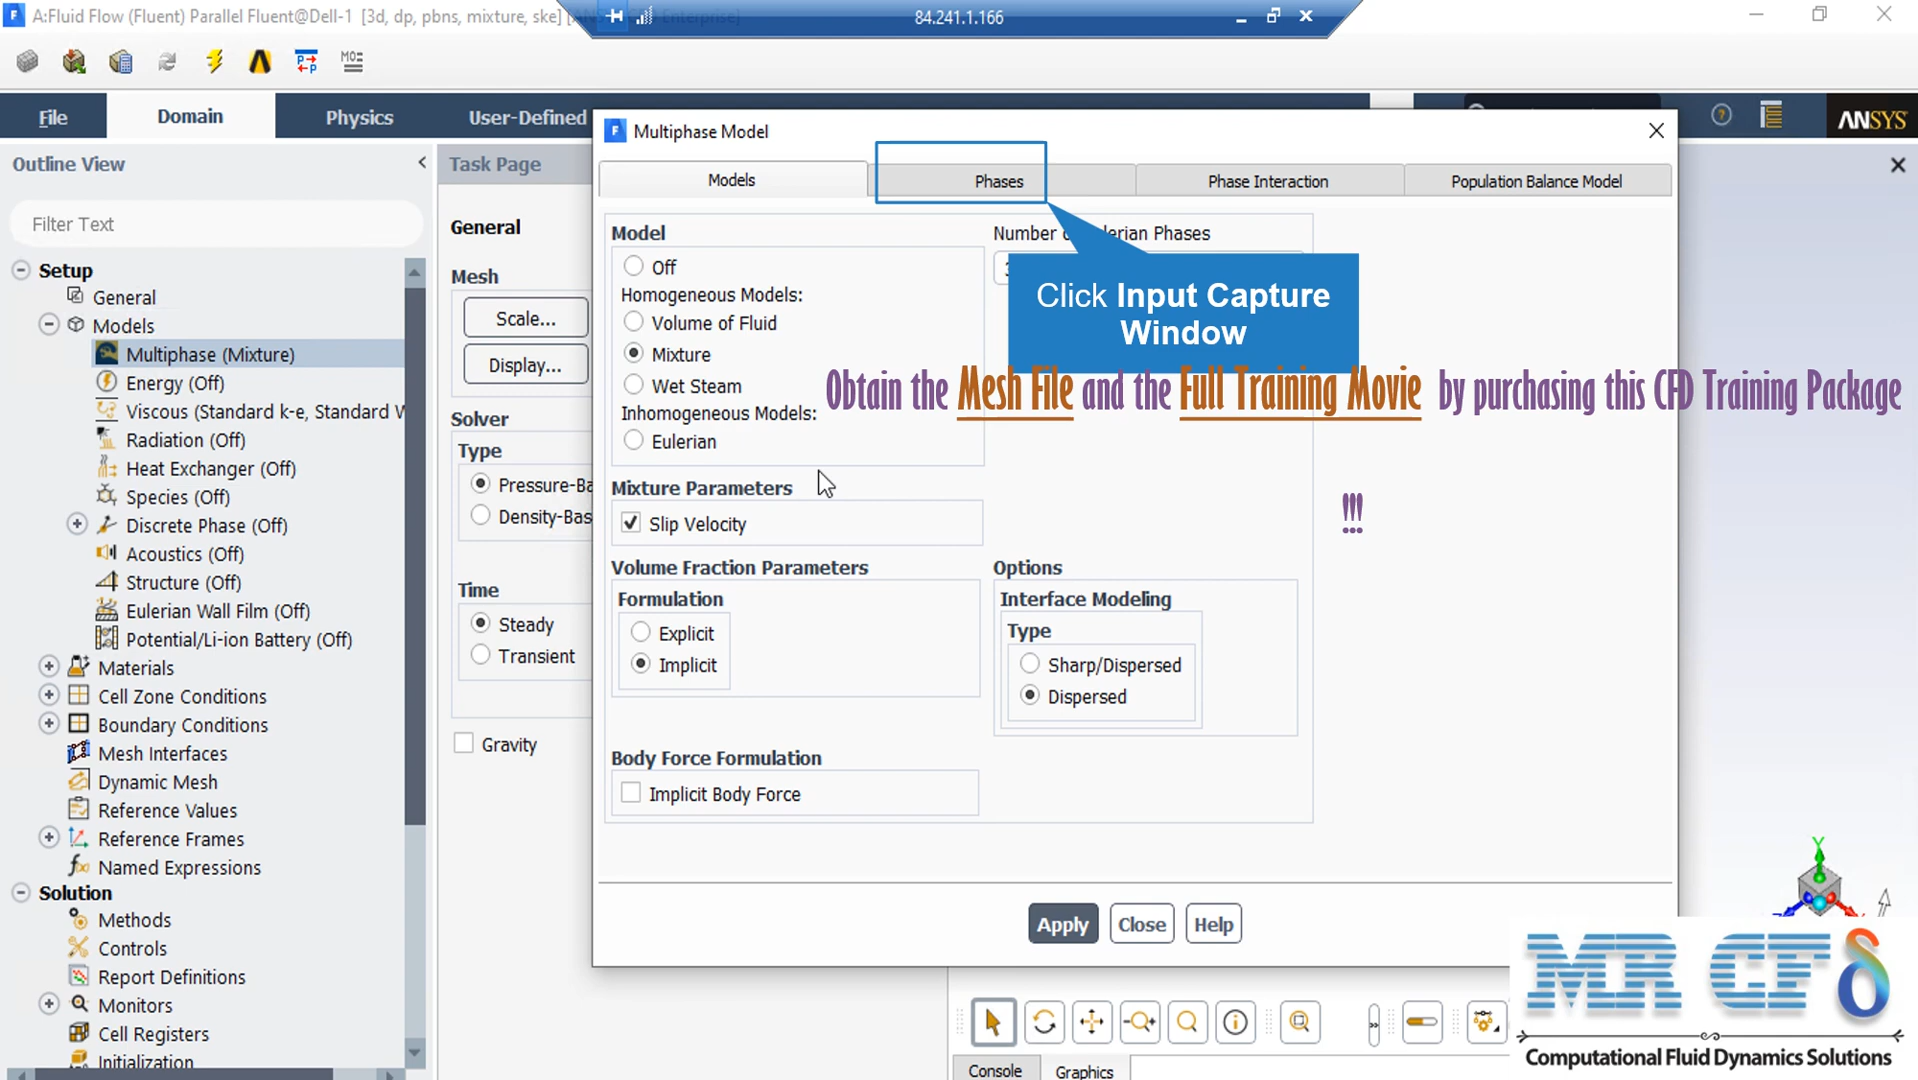 A:Fluid Flow (Fluent) Parallel Fluent@Dell-1 [3d, dp, pbns, mixture, ske]
84.241.1.166
File
Domain
Physics
User-Defined
ANSYS
Outline View
Filter Text
Setup
General
Models
Multiphase (Mixture)
Energy (Off)
Viscous (Standard k-e, Standard W
Radiation (Off)
Heat Exchanger (Off)
Species (Off)
Discrete Phase (Off)
Acoustics (Off)
Structure (Off)
Eulerian Wall Film (Off)
Potential/Li-ion Battery (Off)
Materials
Cell Zone Conditions
Boundary Conditions
Mesh Interfaces
Dynamic Mesh
Reference Values
Reference Frames
Named Expressions
Solution
Methods
Controls
Report Definitions
Monitors
Cell Registers
Initialization
Task Page
General
Mesh
Scale...
Display...
Solver
Type
Pressure-Ba
Density-Bas
Time
Steady
Transient
Gravity
Multiphase Model
Models
Phases
Phase Interaction
Population Balance Model
Model
Off
Homogeneous Models:
Volume of Fluid
Mixture
Wet Steam
Inhomogeneous Models:
Eulerian
Mixture Parameters
Slip Velocity
Volume Fraction Parameters
Formulation
Explicit
Implicit
Body Force Formulation
Implicit Body Force
Number Phases
Click Input Capture
Window
Obtain the Mesh File and the Full Training Movie by purchasing this CFD Training Package
!!!
Options
Interface Modeling
Type
Sharp/Dispersed
Dispersed
Apply
Close
Help
Y
Console
Graphics
MR CFD
Computational Fluid Dynamics Solutions